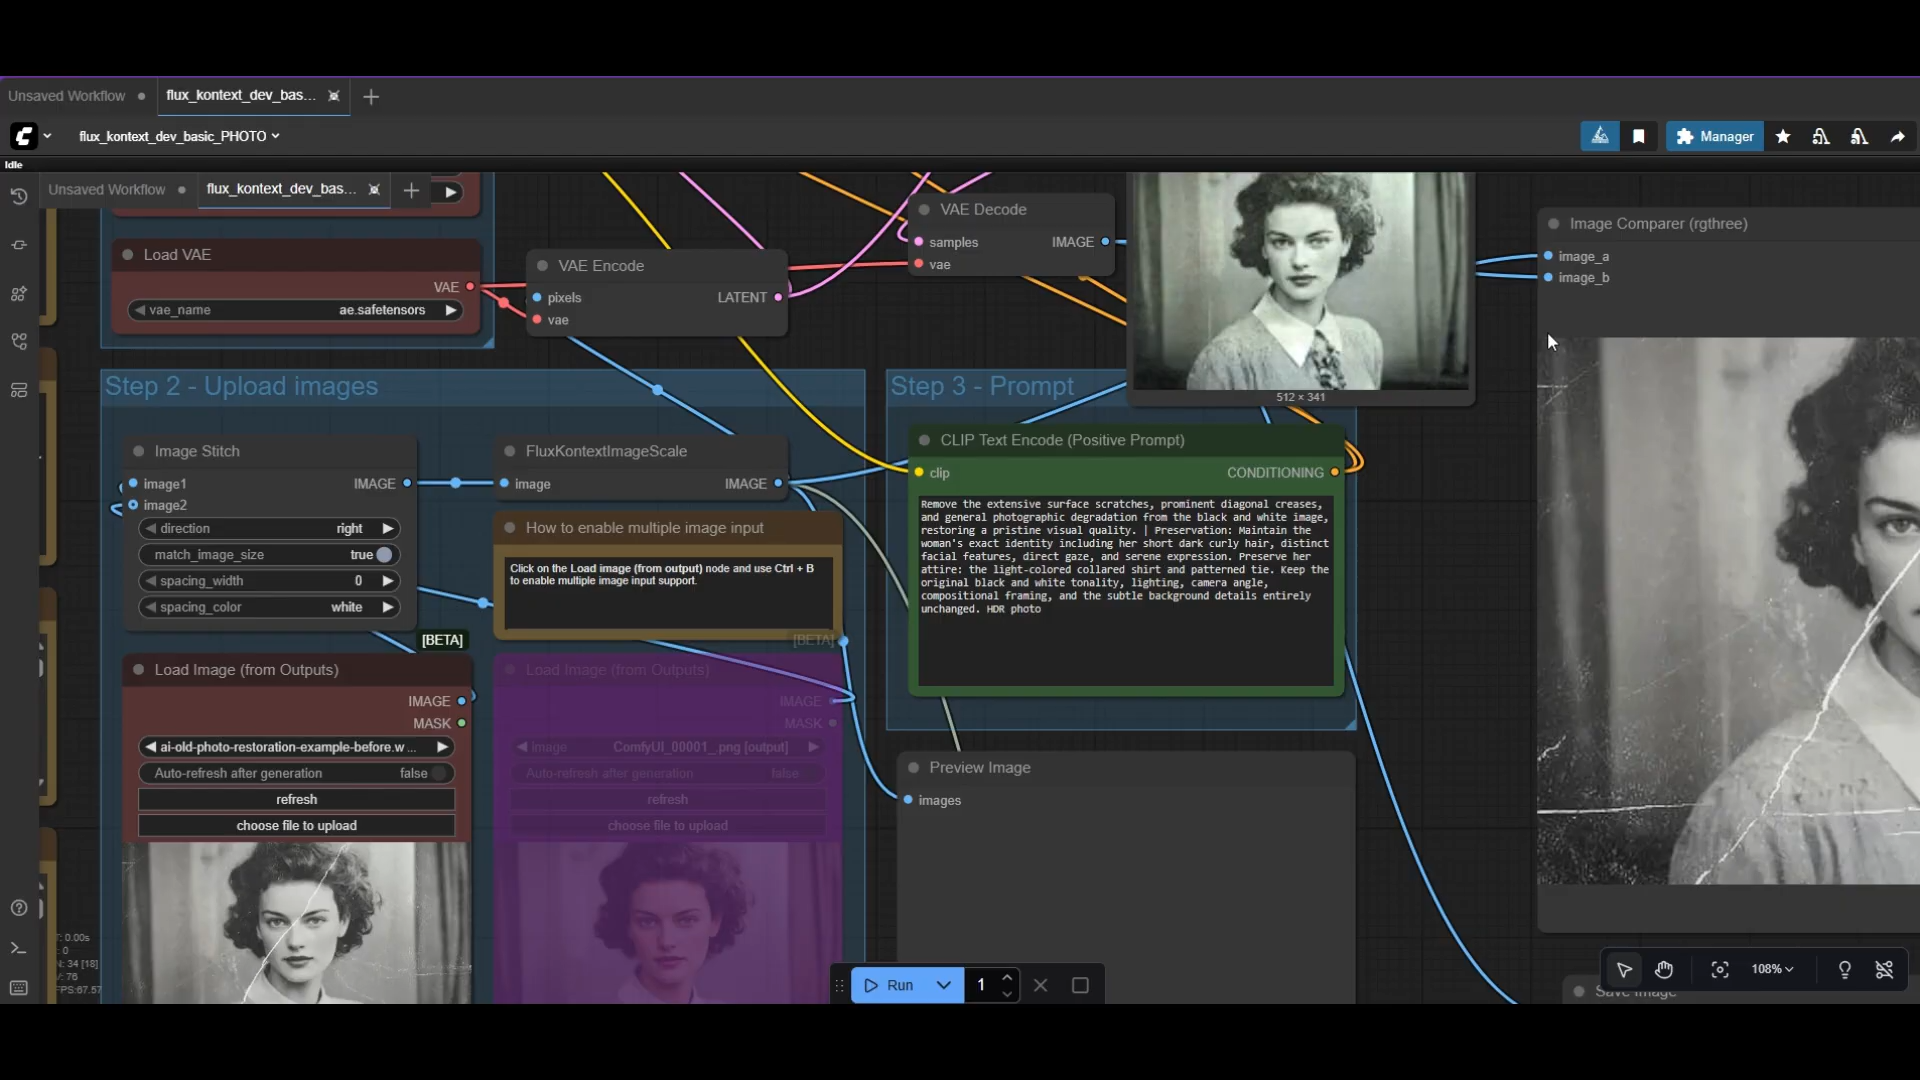 Unsaved Workflow
flux_kontext_dev_bas...
flux_kontext_dev_basic_PHOTO
Manager
Idle
Unsaved Workflow
flux_kontext_dev_bas...
Load VAE
VAE
vae_name ae.safetensors
VAE Encode
pixels LATENT
vae
VAE Decode
samples IMAGE
vae
512 × 341
Image Comparer (rgthree)
image_a
image_b
Step 2 - Upload images
Image Stitch
image1 IMAGE
image2
direction right
match_image_size true
spacing_width 0
spacing_color white
FluxKontextImageScale
image IMAGE
How to enable multiple image input
Click on the Load image (from output) node and use Ctrl + B
to enable multiple image input support.
[BETA]
Load Image (from Outputs)
IMAGE
MASK
ai-old-photo-restoration-example-before.w ...
Auto-refresh after generation false
refresh
choose file to upload
[BETA]
Load Image (from Outputs)
IMAGE
MASK
image ComfyUI_00001_.png [output]
Auto-refresh after generation false
refresh
choose file to upload
Step 3 - Prompt
CLIP Text Encode (Positive Prompt)
clip CONDITIONING
Remove the extensive surface scratches, prominent diagonal creases,
and general photographic degradation from the black and white image,
restoring a pristine visual quality. | Preservation: Maintain the
woman's exact identity including her short dark curly hair, distinct
facial features, direct gaze, and serene expression. Preserve her
attire: the light-colored collared shirt and patterned tie. Keep the
original black and white tonality, lighting, camera angle,
compositional framing, and the subtle background details entirely
unchanged. HDR photo
Preview Image
images
Save Image
T: 0.00s
: 0
N: 34 [18]
V: 76
FPS:67.57
Run 1
108%